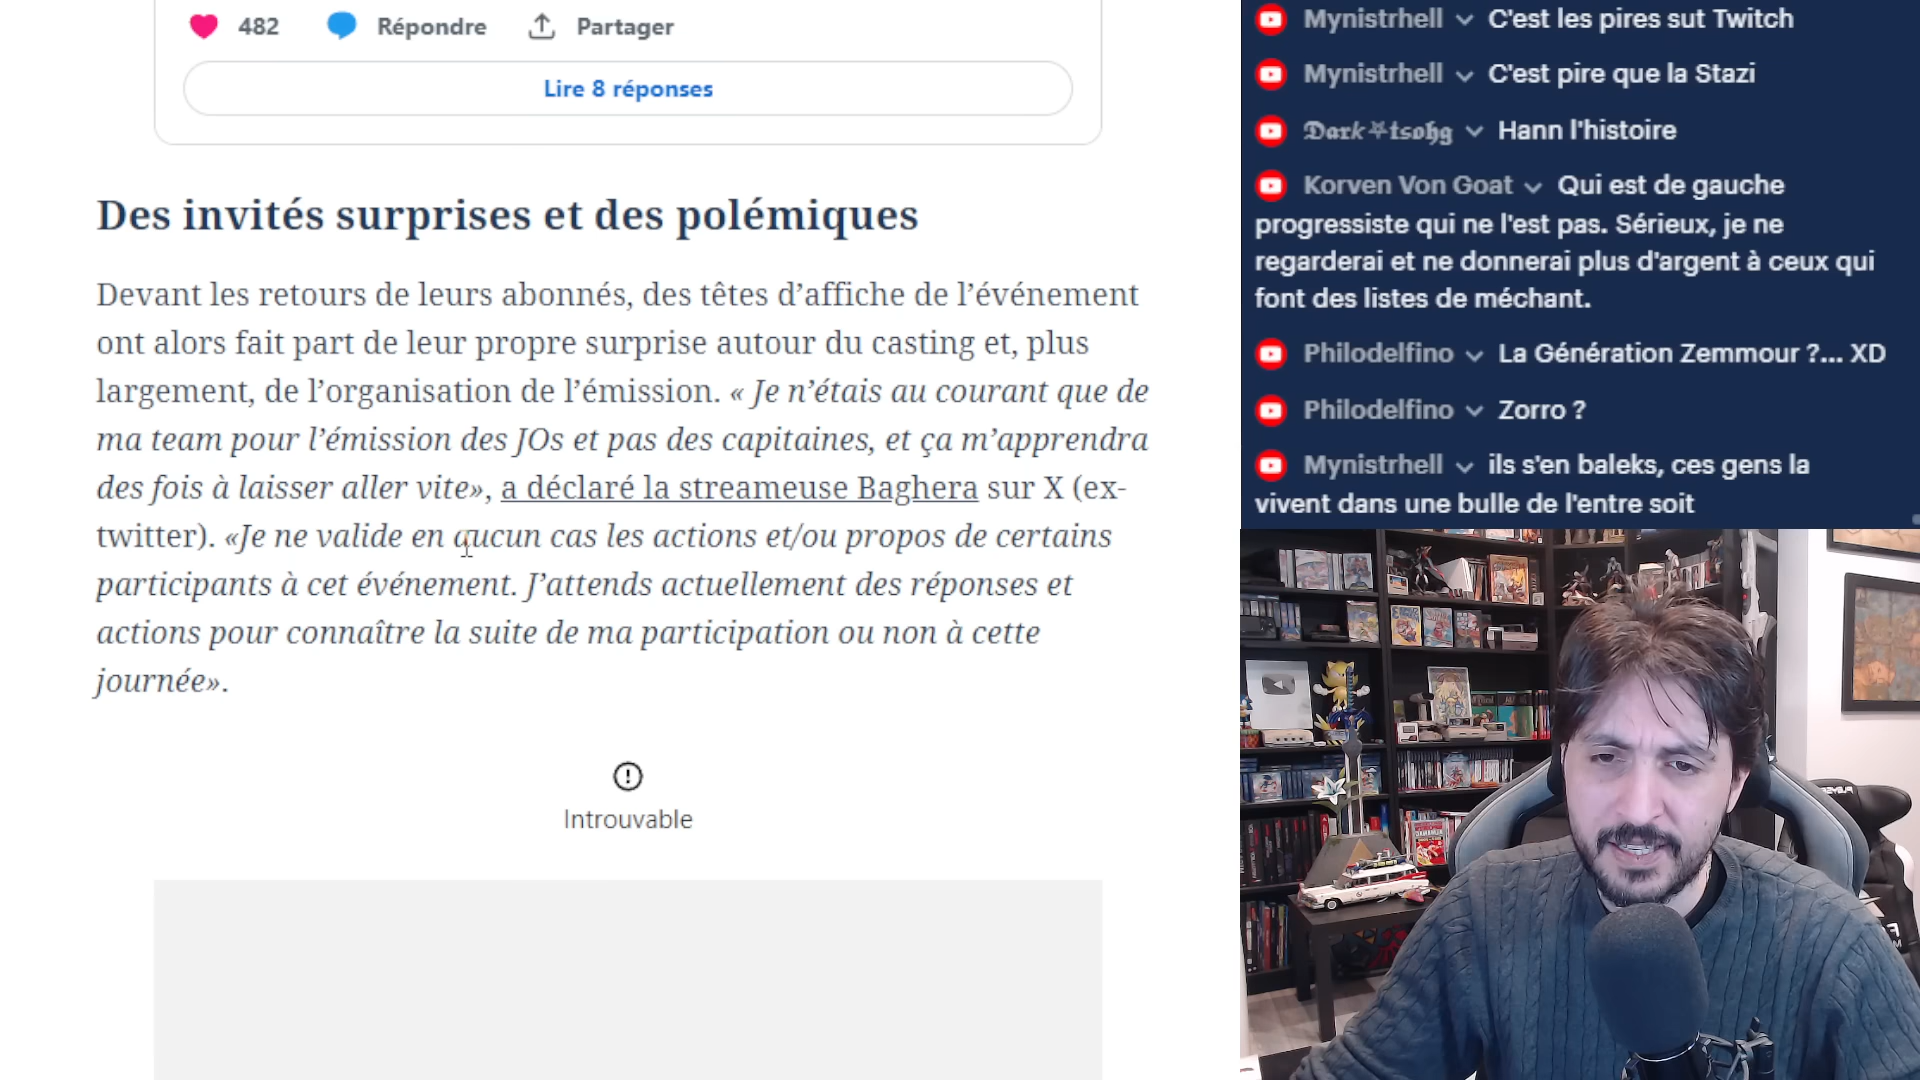 482 Répondre Partager
Lire 8 réponses
Des invités surprises et des polémiques
Devant les retours de leurs abonnés, des têtes d’affiche de l’événement
ont alors fait part de leur propre surprise autour du casting et, plus
largement, de l’organisation de l’émission. « Je n’étais au courant que de
ma team pour l’émission des JOs et pas des capitaines, et ça m’apprendra
des fois à laisser aller vite», a déclaré la streameuse Baghera sur X (ex-
twitter). «Je ne valide en aucun cas les actions et/ou propos de certains
participants à cet événement. J’attends actuellement des réponses et
actions pour connaître la suite de ma participation ou non à cette
journée».
Introuvable
Mynistrhell C'est les pires sut Twitch
Mynistrhell C'est pire que la Stazi
𝕯𝖆𝖗𝖐⛧𝖙𝖘𝖔𝖍𝖌 Hann l'histoire
Korven Von Goat Qui est de gauche
progressiste qui ne l'est pas. Sérieux, je ne
regarderai et ne donnerai plus d'argent à ceux qui
font des listes de méchant.
Philodelfino La Génération Zemmour ?... XD
Philodelfino Zorro ?
Mynistrhell ils s'en baleks, ces gens la
vivent dans une bulle de l'entre soit